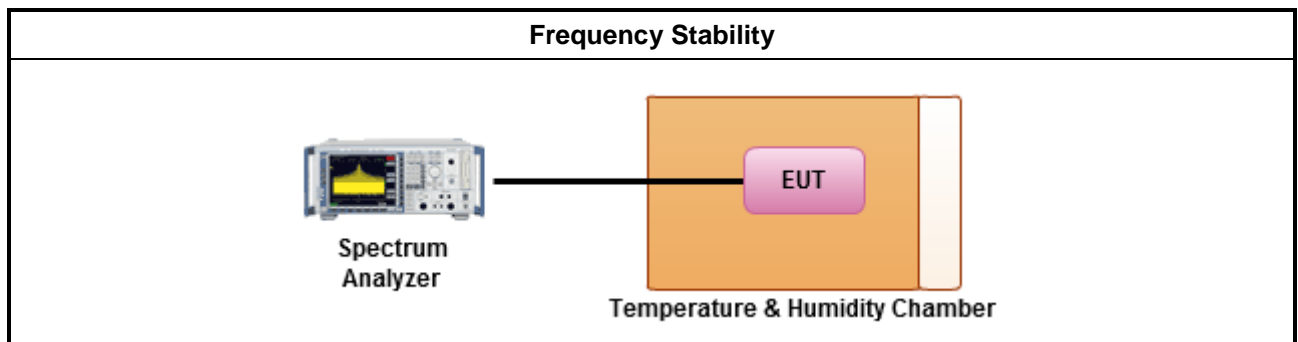 Frequency Stability
EUT
Spectrum
Analyzer
Temperature & Humidity Chamber